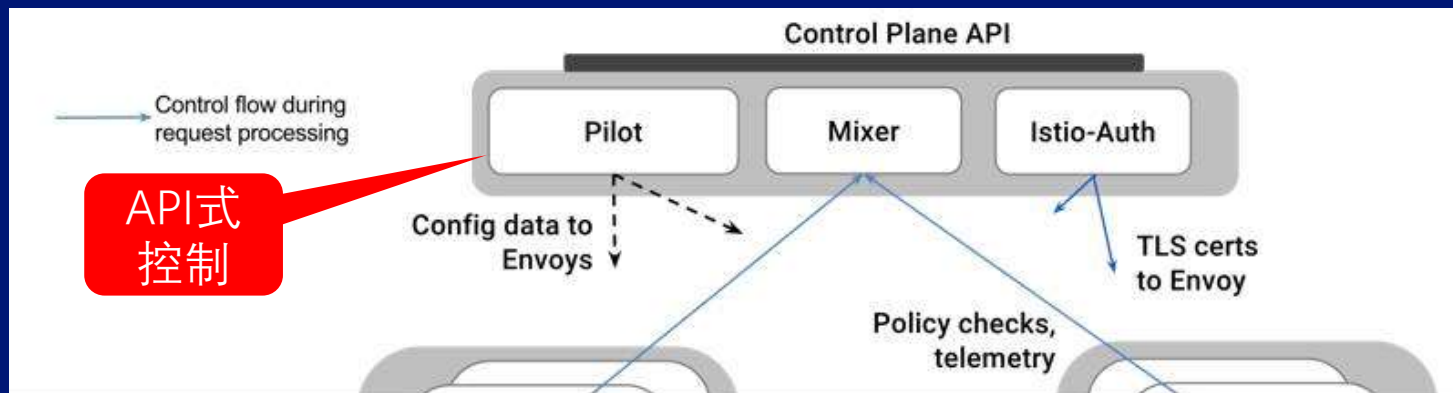 Control Plane API
Control flow during
request processing
Pilot
Mixer
Istio-Auth
API式
控制
Config data to
Envoys
TLS certs
to Envoy
Policy checks,
telemetry